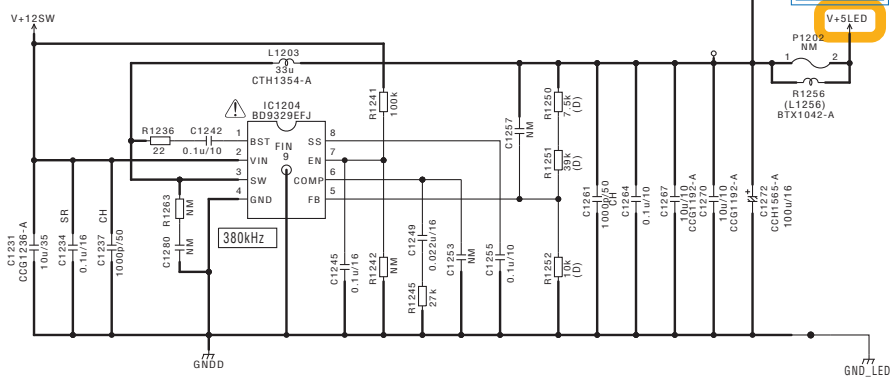 V+12SW
V+5LED
P1202
NM
1
2
R1256
(L1256)
BTX1042-A
L1203
33u
CTH1354-A
IC1204
BD9329EFJ
R1236
22
C1242
0.1u/10
1
BST
2
VIN
3
SW
4
GND
FIN
9
SS
8
EN
7
COMP
6
FB
5
380kHz
R1241
100k
C1257
NM
R1250
7.5k
(D)
R1251
39k
(D)
R1252
10k
(D)
C1231
CCG1236-A
10u/35
C1234
SR
0.1u/16
C1237
CH
1000p/50
R1263
NM
C1280
NM
C1245
0.1u/16
R1242
NM
C1249
0.022u/16
R1245
27k
C1253
NM
C1255
0.1u/10
C1261
1000p/50
CH
C1264
0.1u/10
C1267
10u/10
CCG1192-A
C1270
10u/10
CCG1192-A
+
C1272
CCH1565-A
100u/16
GNDD
GND_LED